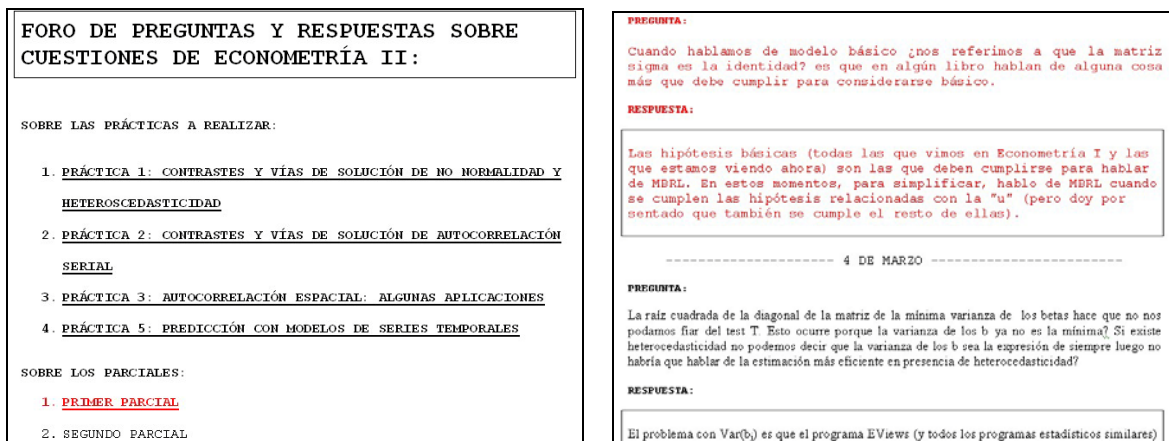 FORO DE PREGUNTAS Y RESPUESTAS SOBRE
CUESTIONES DE ECONOMETRÍA II:
SOBRE LAS PRÁCTICAS A REALIZAR:
1. PRÁCTICA 1: CONTRASTES Y VÍAS DE SOLUCIÓN DE NO NORMALIDAD Y
HETEROSCEDASTICIDAD
2. PRÁCTICA 2: CONTRASTES Y VÍAS DE SOLUCIÓN DE AUTOCORRELACIÓN
SERIAL
3. PRÁCTICA 3: AUTOCORRELACIÓN ESPACIAL: ALGUNAS APLICACIONES
4. PRÁCTICA 5: PREDICCIÓN CON MODELOS DE SERIES TEMPORALES
SOBRE LOS PARCIALES:
1. PRIMER PARCIAL
2. SEGUNDO PARCIAL
PREGUNTA:
Cuando hablamos de modelo básico ¿nos referimos a que la matriz
sigma es la identidad? es que en algún libro hablan de alguna cosa
más que debe cumplir para considerarse básico.
RESPUESTA:
Las hipótesis básicas (todas las que vimos en Econometría I y las
que estamos viendo ahora) son las que deben cumplirse para hablar
de MBRL. En estos momentos, para simplificar, hablo de MBRL cuando
se cumplen las hipótesis relacionadas con la "u" (pero doy por
sentado que también se cumple el resto de ellas).
--------------------- 4 DE MARZO ------------------------
PREGUNTA:
La raíz cuadrada de la diagonal de la matriz de la mínima varianza de los betas hace que no nos
podamos fiar del test T. Esto ocurre porque la varianza de los b ya no es la mínima? Si existe
heterocedasticidad no podemos decir que la varianza de los b sea la expresión de siempre luego no
habría que hablar de la estimación más eficiente en presencia de heterocedasticidad?
RESPUESTA:
El problema con Var(bj) es que el programa EViews (y todos los programas estadísticos similares)